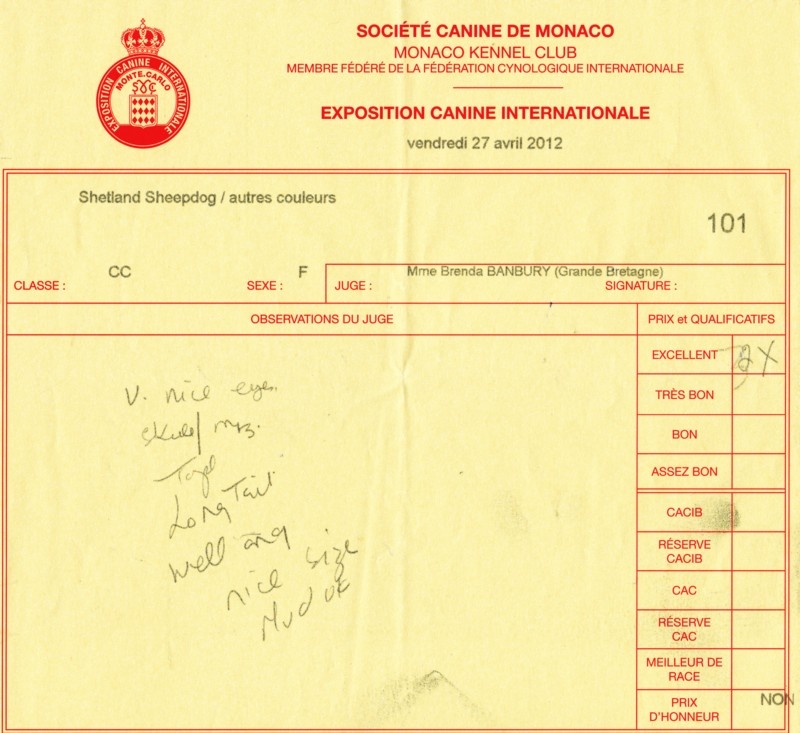 SOCIÉTÉ CANINE DE MONACO
MONACO KENNEL CLUB
MEMBRE FÉDÉRÉ DE LA FÉDÉRATION CYNOLOGIQUE INTERNATIONALE
EXPOSITION CANINE INTERNATIONALE
MONTE-CARLO
EXPOSITION CANINE INTERNATIONALE
vendredi 27 avril 2012
Shetland Sheepdog / autres couleurs
101
CLASSE : CC
SEXE : F
JUGE : Mme Brenda BANBURY (Grande Bretagne)
SIGNATURE :
OBSERVATIONS DU JUGE
PRIX et QUALIFICATIFS
V. nice eyes.
Long Tail
well ang
nice size
EXCELLENT X
TRÈS BON
BON
ASSEZ BON
CACIB
RÉSERVE
CACIB
CAC
RÉSERVE
CAC
MEILLEUR DE
RACE
PRIX
D'HONNEUR
NON